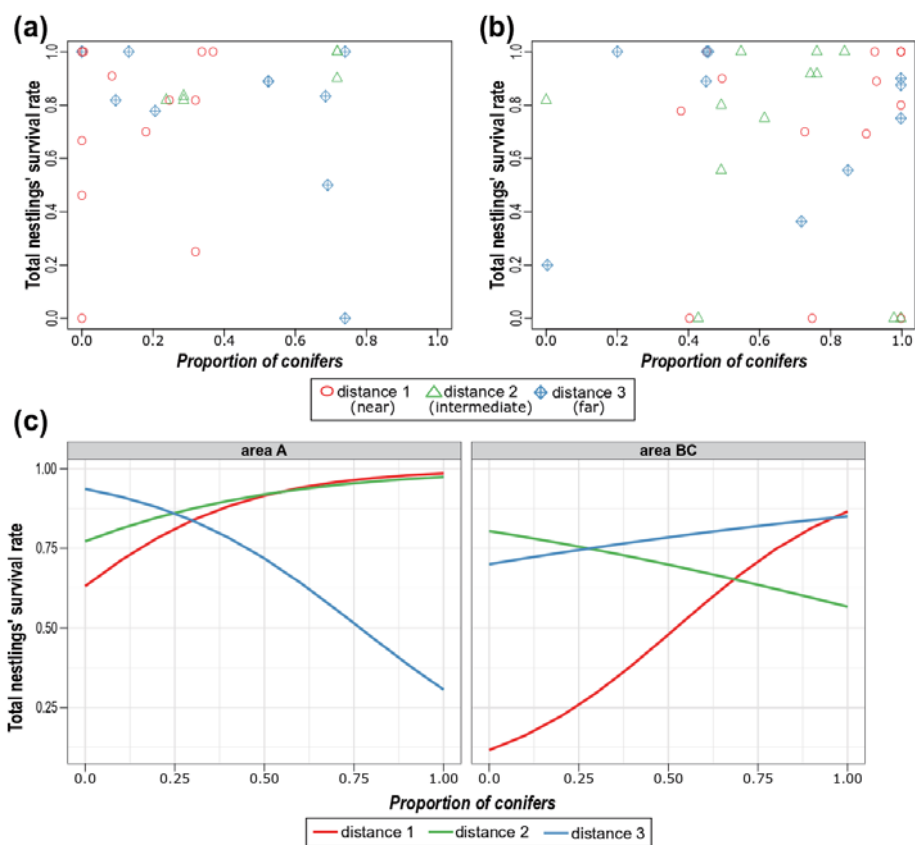 (a)
(b)
Total nestlings' survival rate
1.0
0.8
0.6
0.4
0.2
0.0
0.0 0.2 0.4 0.6 0.8 1.0
Proportion of conifers
Total nestlings' survival rate
1.0
0.8
0.6
0.4
0.2
0.0
0.0 0.2 0.4 0.6 0.8 1.0
Proportion of conifers
distance 1 distance 2 distance 3
(near) (intermediate) (far)
(c)
area A
area BC
Total nestlings' survival rate
1.00
0.75
0.50
0.25
0.0 0.25 0.50 0.75 1.00
0.0 0.25 0.50 0.75 1.00
Proportion of conifers
Proportion of conifers
distance 1 distance 2 distance 3